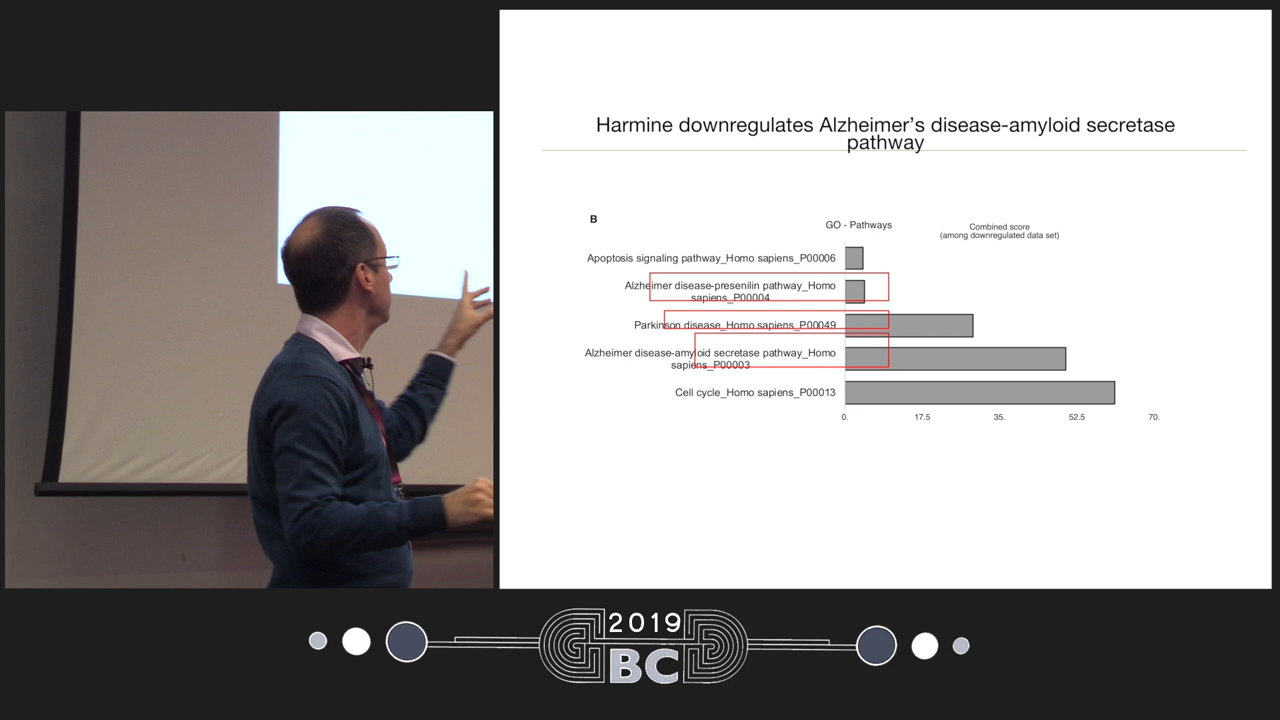 Harmine downregulates Alzheimer's disease-amyloid secretase
pathway
B
GO - Pathways
Combined score
(among downregulated data set)
Apoptosis signaling pathway_Homo sapiens_P00006
Alzheimer disease-presenilin pathway_Homo
sapiens_P00004
Parkinson disease_Homo sapiens_P00049
Alzheimer disease-amyloid secretase pathway_Homo
sapiens_P00003
Cell cycle_Homo sapiens_P00013
0. 17.5 35. 52.5 70.
2019
BC